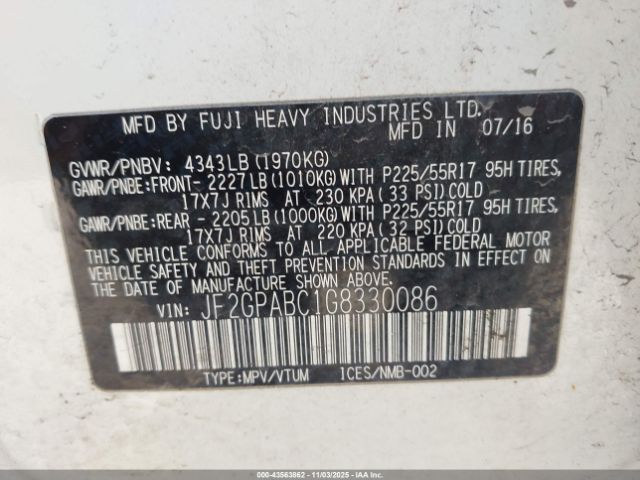 MFD BY FUJI HEAVY INDUSTRIES LTD.
MFD IN 07/16
GVWR/PNBV: 4343LB(1970KG)
GAWR/PNBE:FRONT-2227LB(1010KG)WITH P225/55R17 95H TIRES,
17X7J RIMS AT 230 KPA(33 PSI)COLD
GAWR/PNBE:REAR -2205LB(1000KG)WITH P225/55R17 95H TIRES,
17X7J RIMS AT 220 KPA(32 PSI)COLD
THIS VEHICLE CONFORMS TO ALL APPLICABLE FEDERAL MOTOR
VEHICLE SAFETY AND THEFT PREVENTION STANDARDS IN EFFECT ON
THE DATE OF MANUFACTURE SHOWN ABOVE.
VIN: JF2GPABC1G8330086
TYPE:MPV/VTUM ICES/NMB-002
000-43563862 - 11/03/2025 - IAAI.COM